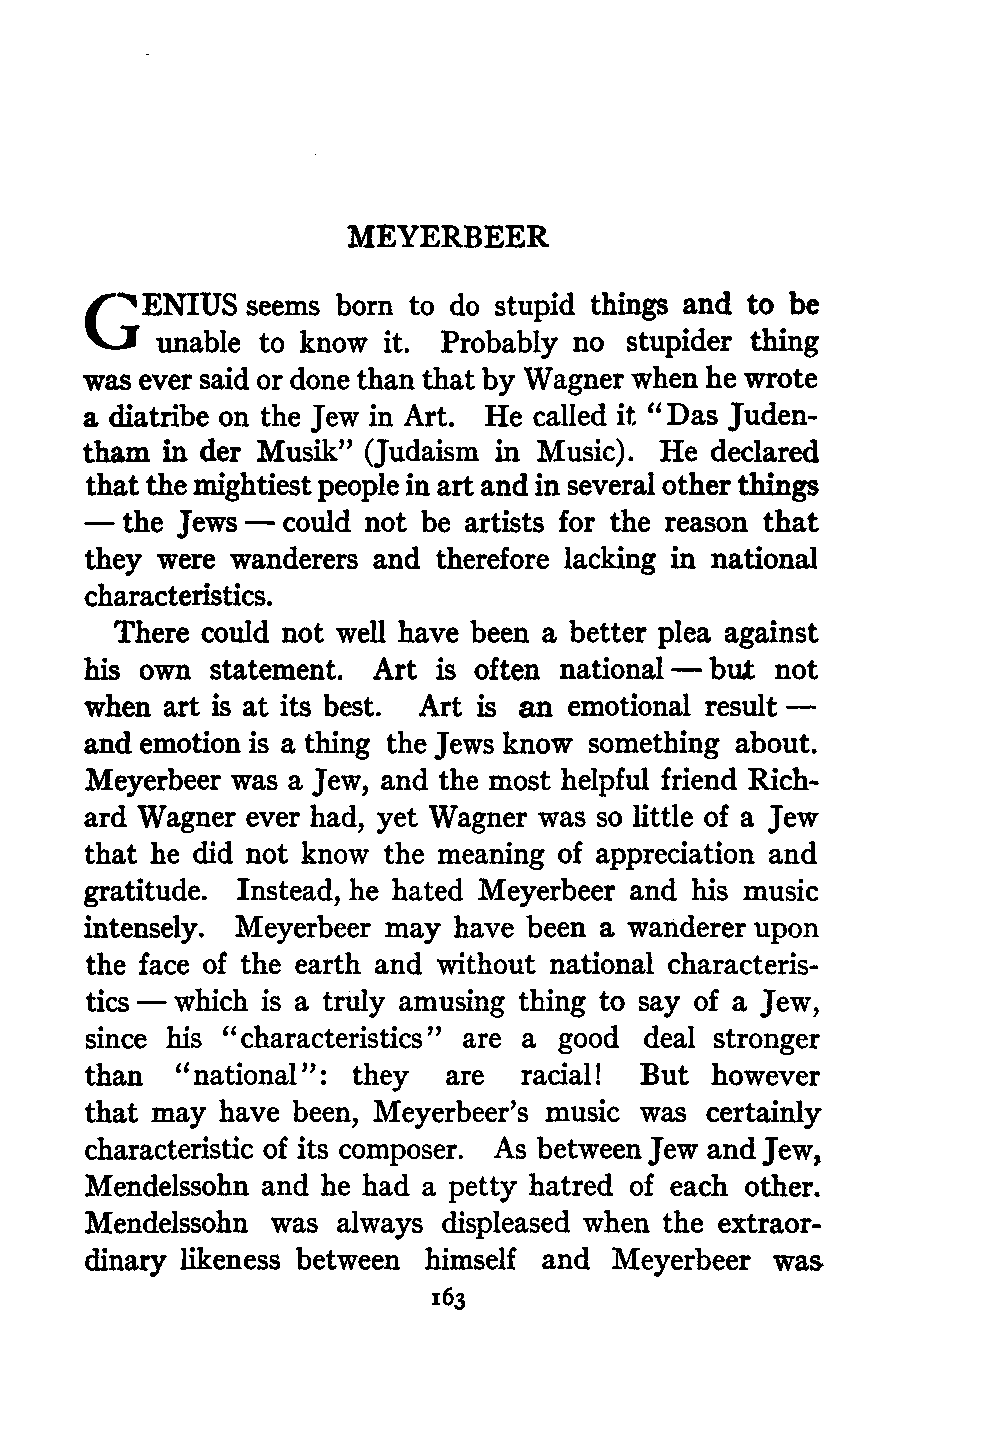 MEYERBEER
GENIUS seems born to do stupid things and to be
unable to know it. Probably no stupider thing
was ever said or done than that by Wagner when he wrote
a diatribe on the Jew in Art. He called it “Das Juden-
tham in der Musik” (Judaism in Music). He declared
that the mightiest people in art and in several other things
— the Jews — could not be artists for the reason that
they were wanderers and therefore lacking in national
characteristics.
There could not well have been a better plea against
his own statement. Art is often national — but not
when art is at its best. Art is an emotional result —
and emotion is a thing the Jews know something about.
Meyerbeer was a Jew, and the most helpful friend Rich-
ard Wagner ever had, yet Wagner was so little of a Jew
that he did not know the meaning of appreciation and
gratitude. Instead, he hated Meyerbeer and his music
intensely. Meyerbeer may have been a wanderer upon
the face of the earth and without national characteris-
tics — which is a truly amusing thing to say of a Jew,
since his “characteristics” are a good deal stronger
than “national”: they are racial! But however
that may have been, Meyerbeer’s music was certainly
characteristic of its composer. As between Jew and Jew,
Mendelssohn and he had a petty hatred of each other.
Mendelssohn was always displeased when the extraor-
dinary likeness between himself and Meyerbeer was
163